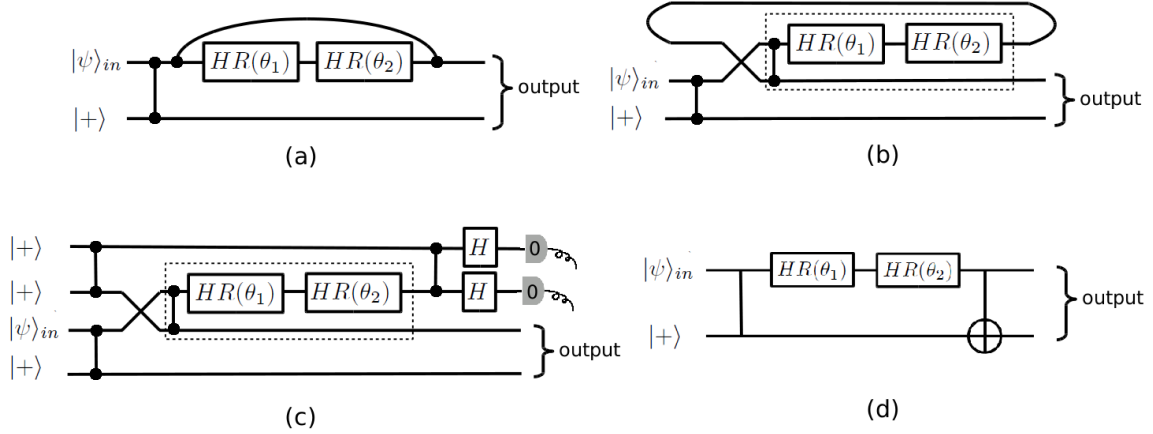 |ψ⟩in HR(θ1) HR(θ2) output
|+⟩
(a)
HR(θ1) HR(θ2)
|ψ⟩in output
|+⟩
(b)
|+⟩ H 0
|+⟩ HR(θ1) HR(θ2) H 0
|ψ⟩in output
|+⟩
(c)
|ψ⟩in HR(θ1) HR(θ2) output
|+⟩
(d)